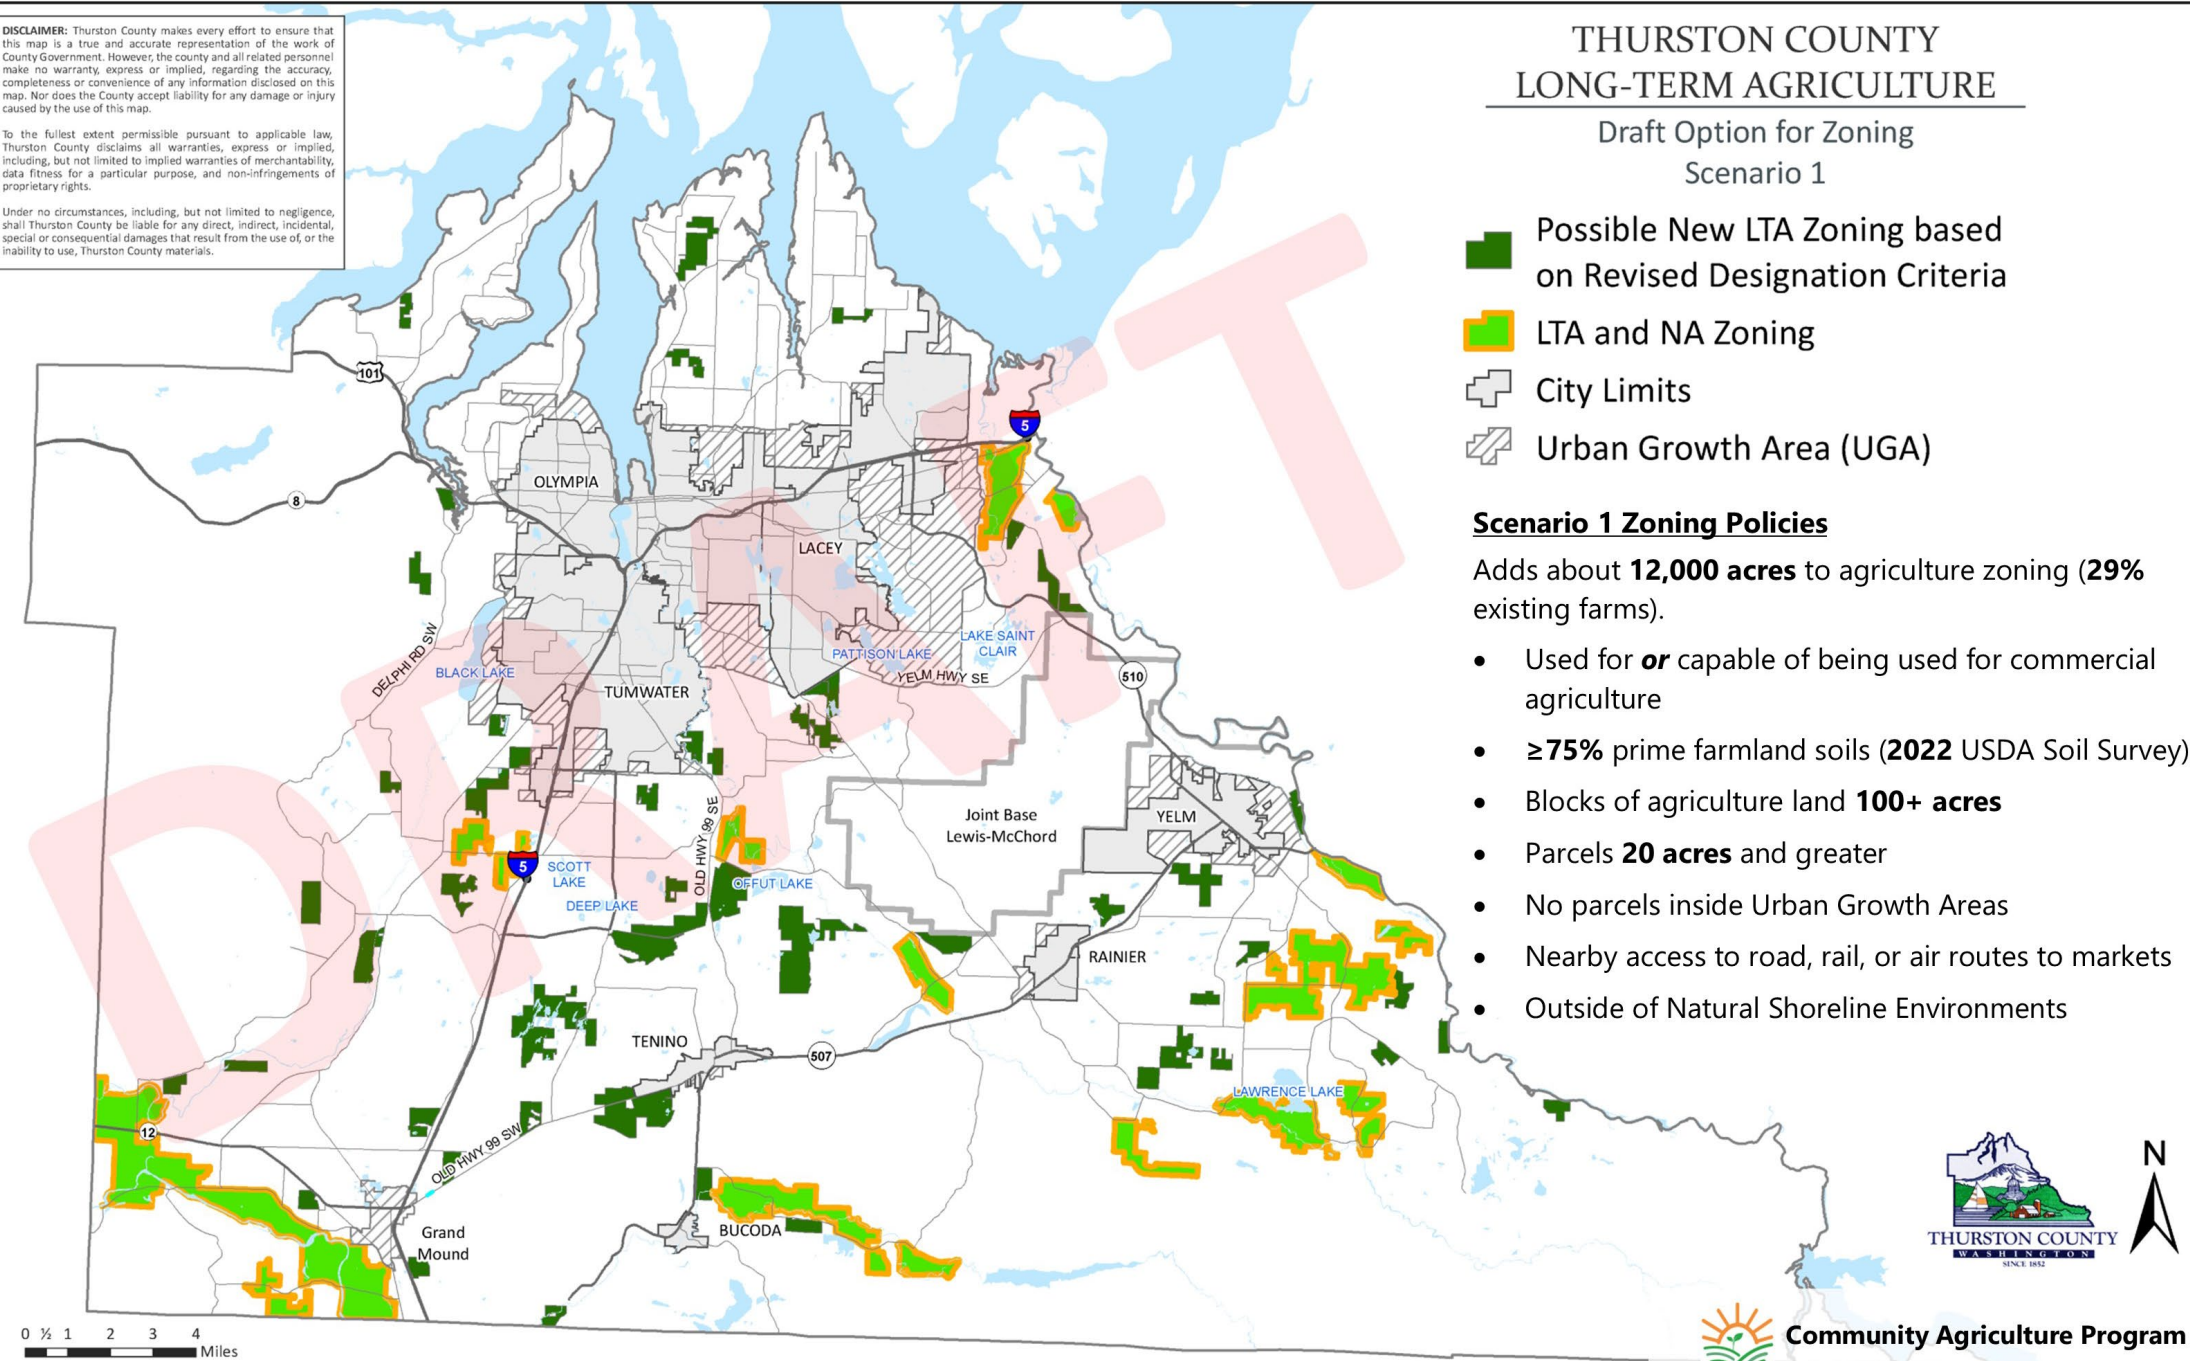 DISCLAIMER: Thurston County makes every effort to ensure that
this map is a true and accurate representation of the work of
County Government. However, the county and all related personnel
make no warranty, express or implied, regarding the accuracy,
completeness or convenience of any information disclosed on this
map. Nor does the County accept liability for any damage or injury
caused by the use of this map.
To the fullest extent permissible pursuant to applicable law,
Thurston County disclaims all warranties, express or implied,
including, but not limited to implied warranties of merchantability,
data fitness for a particular purpose, and non-infringements of
proprietary rights.
Under no circumstances, including, but not limited to negligence,
shall Thurston County be liable for any direct, indirect, incidental,
special or consequential damages that result from the use of, or the
inability to use, Thurston County materials.
THURSTON COUNTY
LONG-TERM AGRICULTURE
Draft Option for Zoning
Scenario 1
Possible New LTA Zoning based
on Revised Designation Criteria
LTA and NA Zoning
City Limits
Urban Growth Area (UGA)
Scenario 1 Zoning Policies
Adds about 12,000 acres to agriculture zoning (29%
existing farms).
• Used for or capable of being used for commercial
agriculture
• ≥75% prime farmland soils (2022 USDA Soil Survey)
• Blocks of agriculture land 100+ acres
• Parcels 20 acres and greater
• No parcels inside Urban Growth Areas
• Nearby access to road, rail, or air routes to markets
• Outside of Natural Shoreline Environments
DRAFT
101
5
8
OLYMPIA
LACEY
DELPHI RD SW
BLACK LAKE
TUMWATER
PATTISON LAKE
LAKE SAINT
CLAIR
YELM HWY SE
510
Joint Base
Lewis-McChord
YELM
OLD HWY 99 SE
5
SCOTT
LAKE
DEEP LAKE
OFFUT LAKE
RAINIER
TENINO
507
LAWRENCE LAKE
12
OLD HWY 99 SW
Grand
Mound
BUCODA
N
THURSTON COUNTY
WASHINGTON
SINCE 1852
0 ½ 1 2 3 4
Miles
Community Agriculture Program